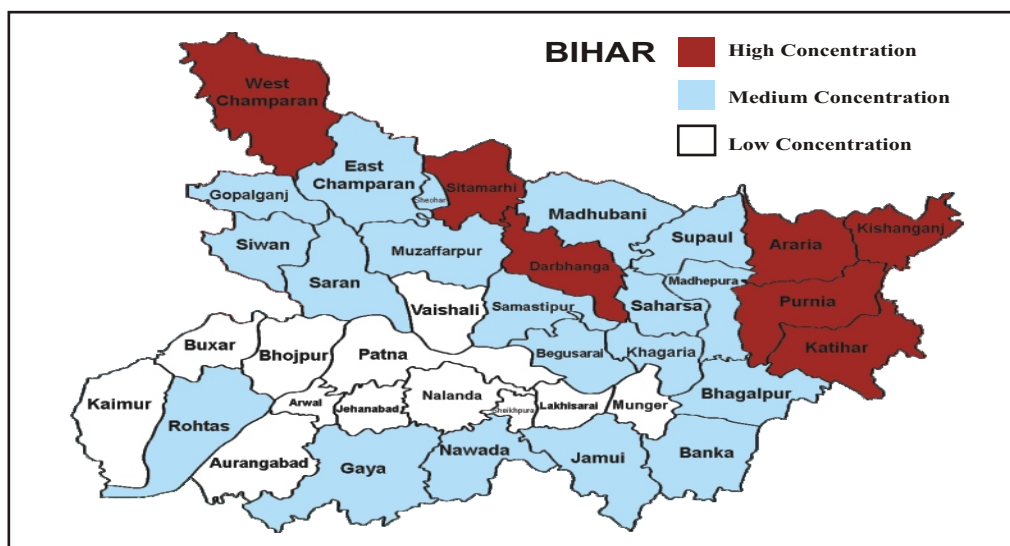 BIHAR
High Concentration
Medium Concentration
Low Concentration
West
Champaran
East
Champaran
Sheohar
Sitamarhi
Gopalganj
Madhubani
Siwan
Muzaffarpur
Supaul
Araria
Kishanganj
Saran
Darbhanga
Madhepura
Vaishali
Samastipur
Saharsa
Purnia
Buxar
Bhojpur
Patna
Begusaral
Khagaria
Katihar
Kaimur
Rohtas
Arwal
Jehanabad
Nalanda
Sheikhpura
Lakhisarai
Munger
Bhagalpur
Aurangabad
Gaya
Nawada
Jamui
Banka